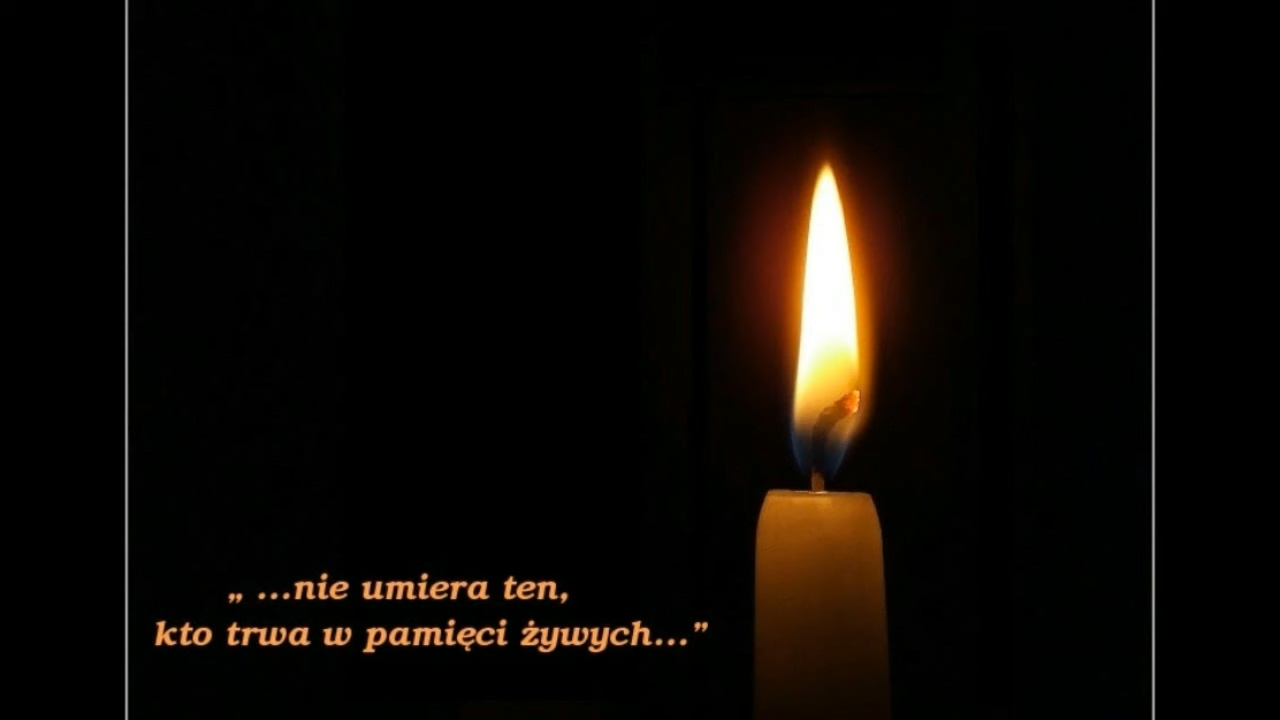 „ ...nie umiera ten,
kto trwa w pamięci żywych...”